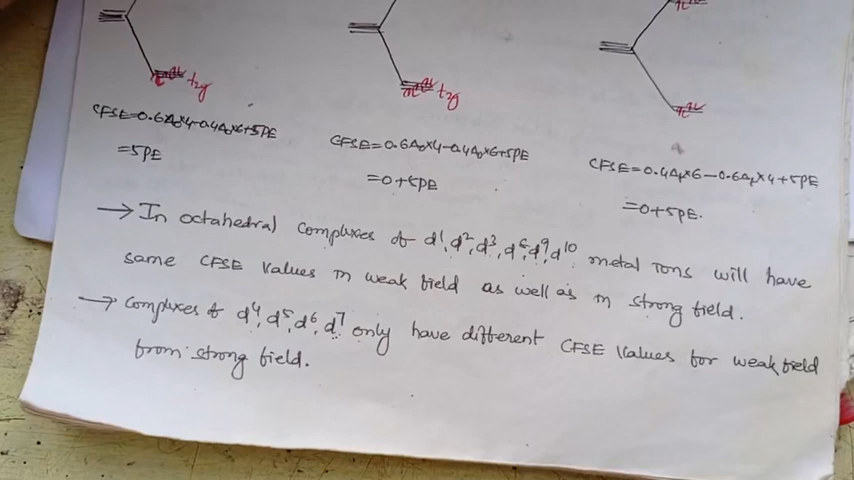 t2g
t2g
CFSE=0.6Δ0×4-0.4Δ0×6+5PE
=5PE
CFSE=0.6Δ0×4-0.4Δ0×6+5PE
=0+5PE
CFSE=0.4Δt×6-0.6Δt×4+5PE
=0+5PE.
→ In octahedral complexes of d1, d2, d3, d8, d9, d10 metal Ions will have
same CFSE Values in weak field as well as in strong field.
→ Complexes of d4, d5, d6, d7 only have different CFSE Values for weak field
from strong field.